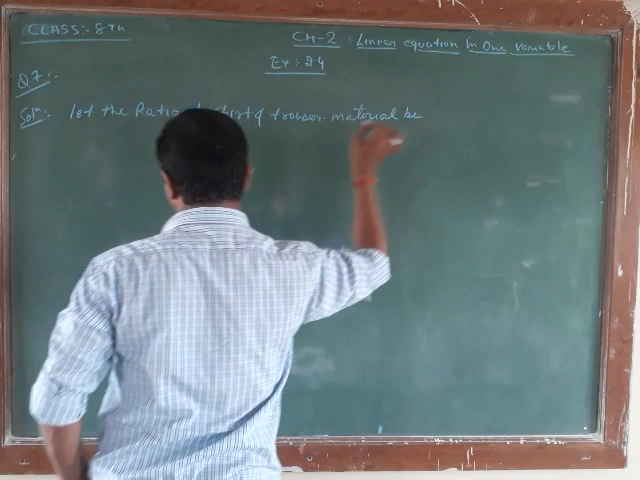 CLASS:- 8TH
CH-2 : Linear equation in One Variable
Ex : 2.4
Q7:-
Soln: let the Ratio shirt & trouser material be